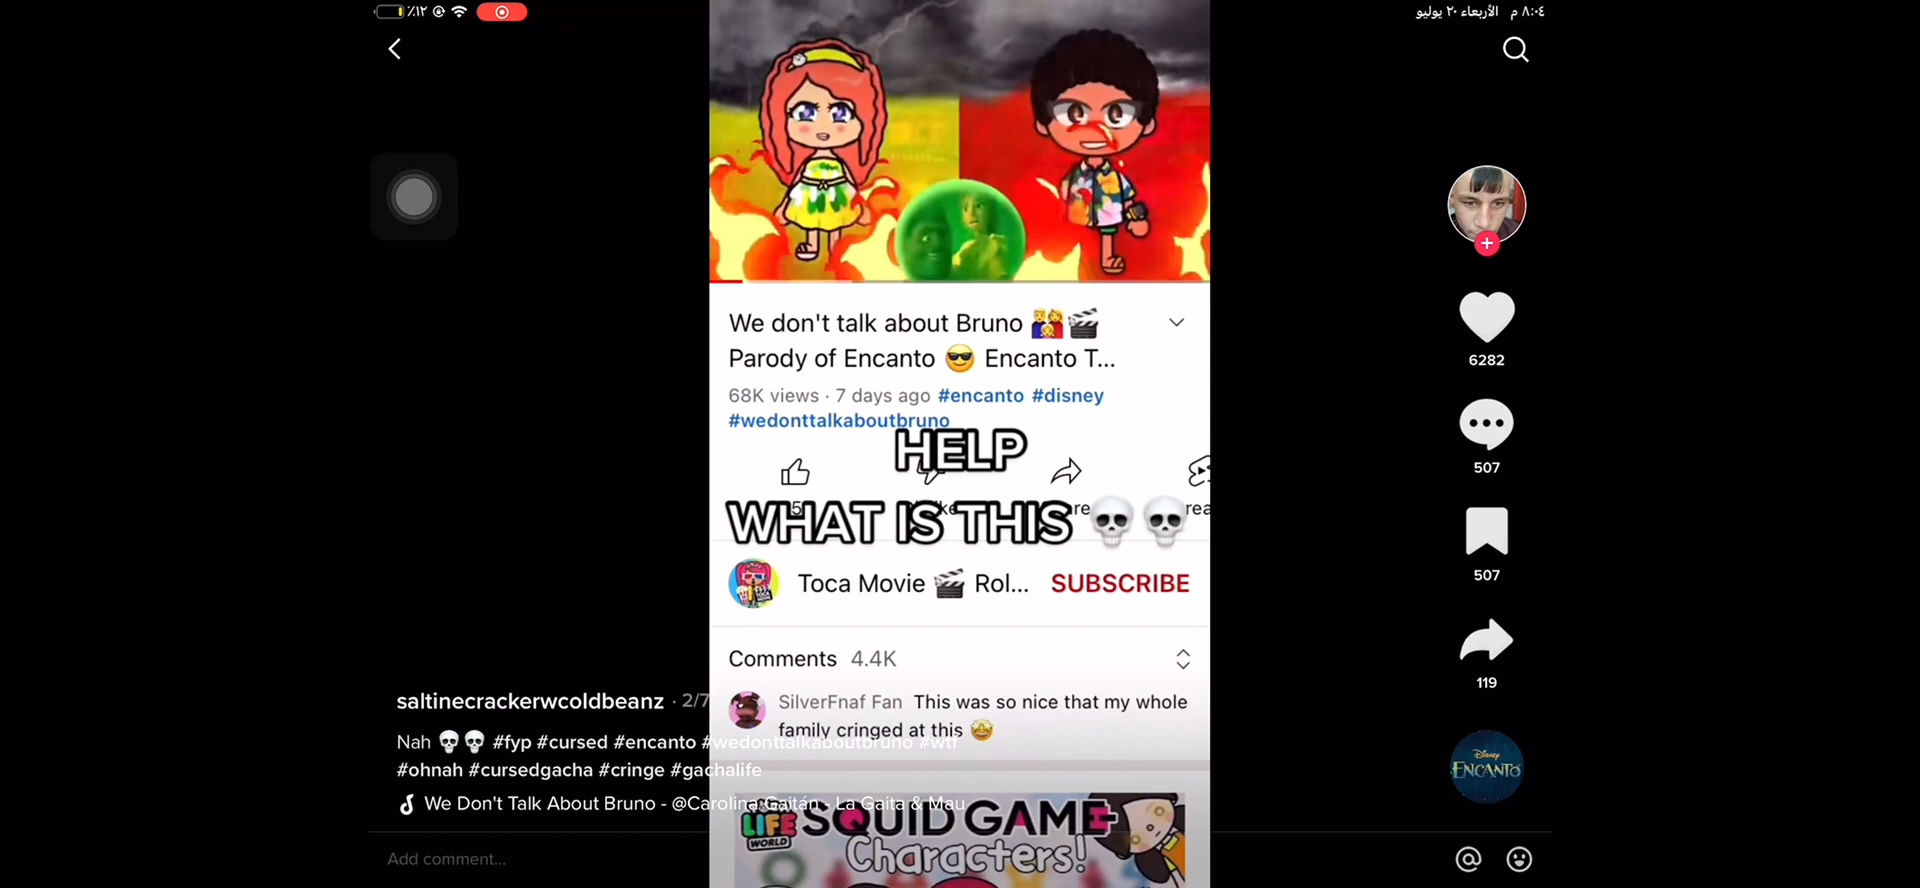 ٪١٢
٨:٠٤ م الأربعاء ٢٠ يوليو
We don't talk about Bruno 👨‍👩‍👧🎬
Parody of Encanto 😎 Encanto T...
68K views · 7 days ago #encanto #disney
#wedonttalkaboutbruno
HELP
WHAT IS THIS 💀💀
Toca Movie 🎬 Rol... SUBSCRIBE
Comments 4.4K
SilverFnaf Fan This was so nice that my whole
family cringed at this 🤩
6282
507
507
119
Disney
ENCANTO
saltinecrackerwcoldbeanz · 2/7
Nah 💀💀 #fyp #cursed #encanto #wedonttalkaboutbruno #wtf
#ohnah #cursedgacha #cringe #gachalife
We Don't Talk About Bruno - @Carolina Gaitán - La Gaita & Mau
LIFE
WORLD
SQUID GAME
Characters!
Add comment...